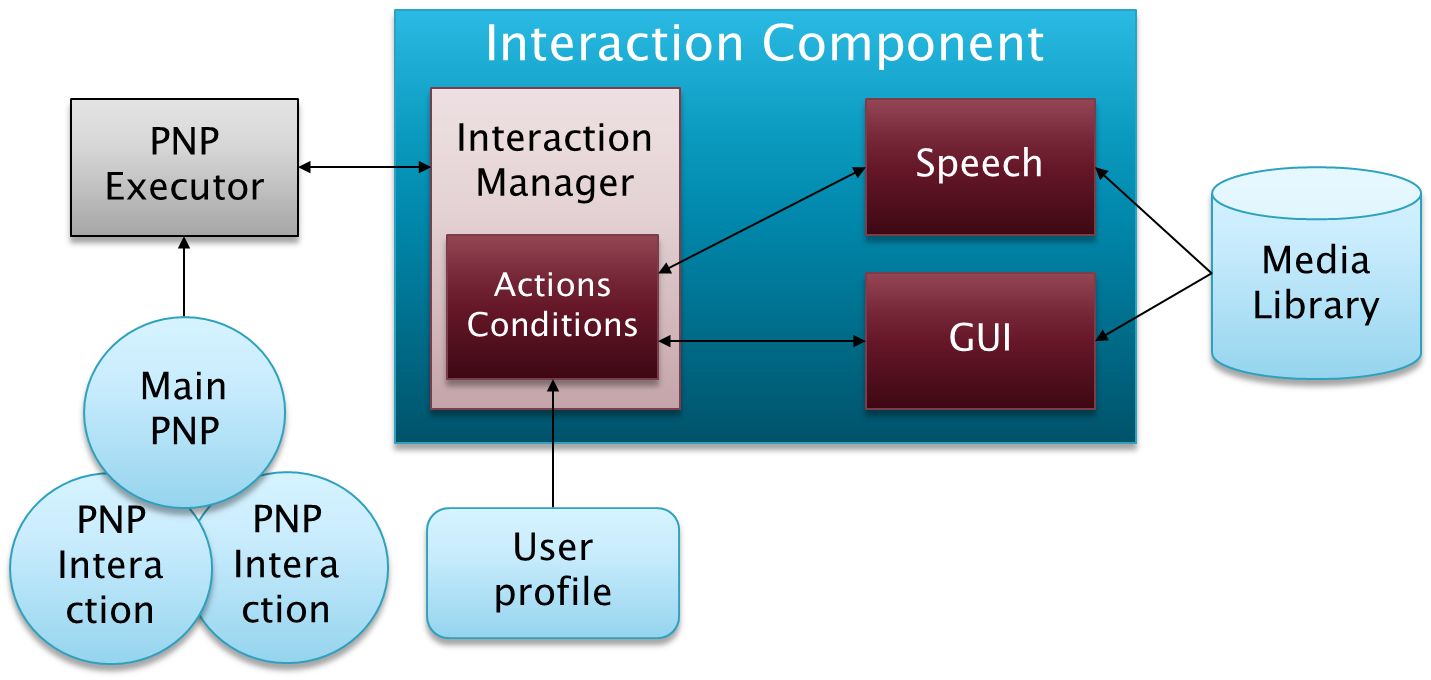 Interaction Component
PNP
Executor
Interaction
Manager
Actions
Conditions
Speech
GUI
Media
Library
Main
PNP
PNP
Intera
ction
PNP
Intera
ction
User
profile